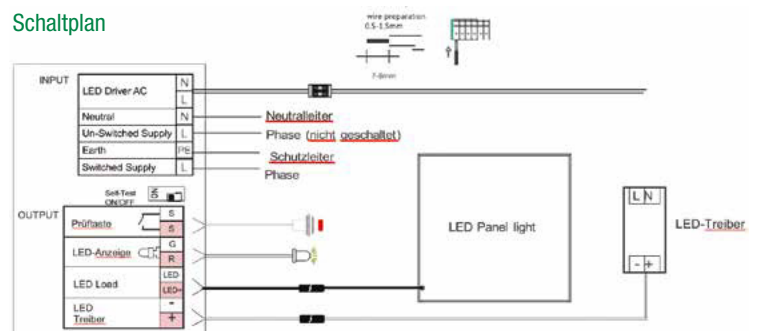 Schaltplan
wire preparation
0.5-1.5mm
7-8mm
INPUT
LED Driver AC
N
L
Neutral
N
Neutralleiter
Un-Switched Supply
L
Phase (nicht geschaltet)
Earth
PE
Schutzleiter
Switched Supply
L
Phase
Self-Test
ON/OFF
ON
OUTPUT
Prüftaste
S
S
LED-Anzeige
G
R
LED Load
LED-
LED+
LED
Treiber
-
+
LED Panel light
L N
LED-Treiber
- +